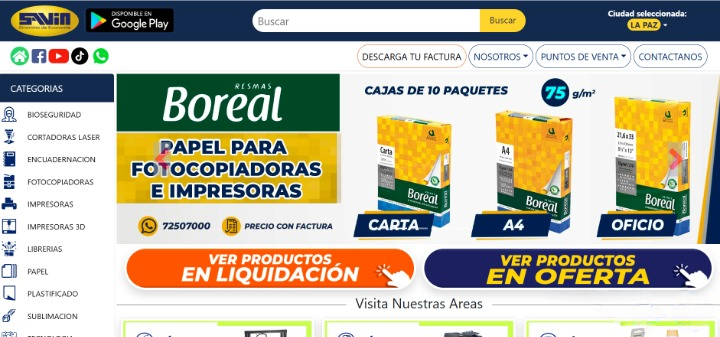 SAViN
DISPONIBLE EN
Google Play
Buscar
Buscar
Ciudad seleccionada:
LA PAZ
DESCARGA TU FACTURA
NOSOTROS
PUNTOS DE VENTA
CONTACTANOS
CATEGORIAS
BIOSEGURIDAD
CORTADORAS LASER
ENCUADERNACION
FOTOCOPIADORAS
IMPRESORAS
IMPRESORAS 3D
LIBRERIAS
PAPEL
PLASTIFICADO
SUBLIMACION
RESMAS
Boreal
PAPEL PARA
FOTOCOPIADORAS
E IMPRESORAS
72507000
PRECIO CON FACTURA
CAJAS DE 10 PAQUETES
75 g/m²
Carta
Boreal
CARTA
A4
Boreal
A4
Boreal
OFICIO
VER PRODUCTOS
EN LIQUIDACIÓN
VER PRODUCTOS
EN OFERTA
Visita Nuestras Areas